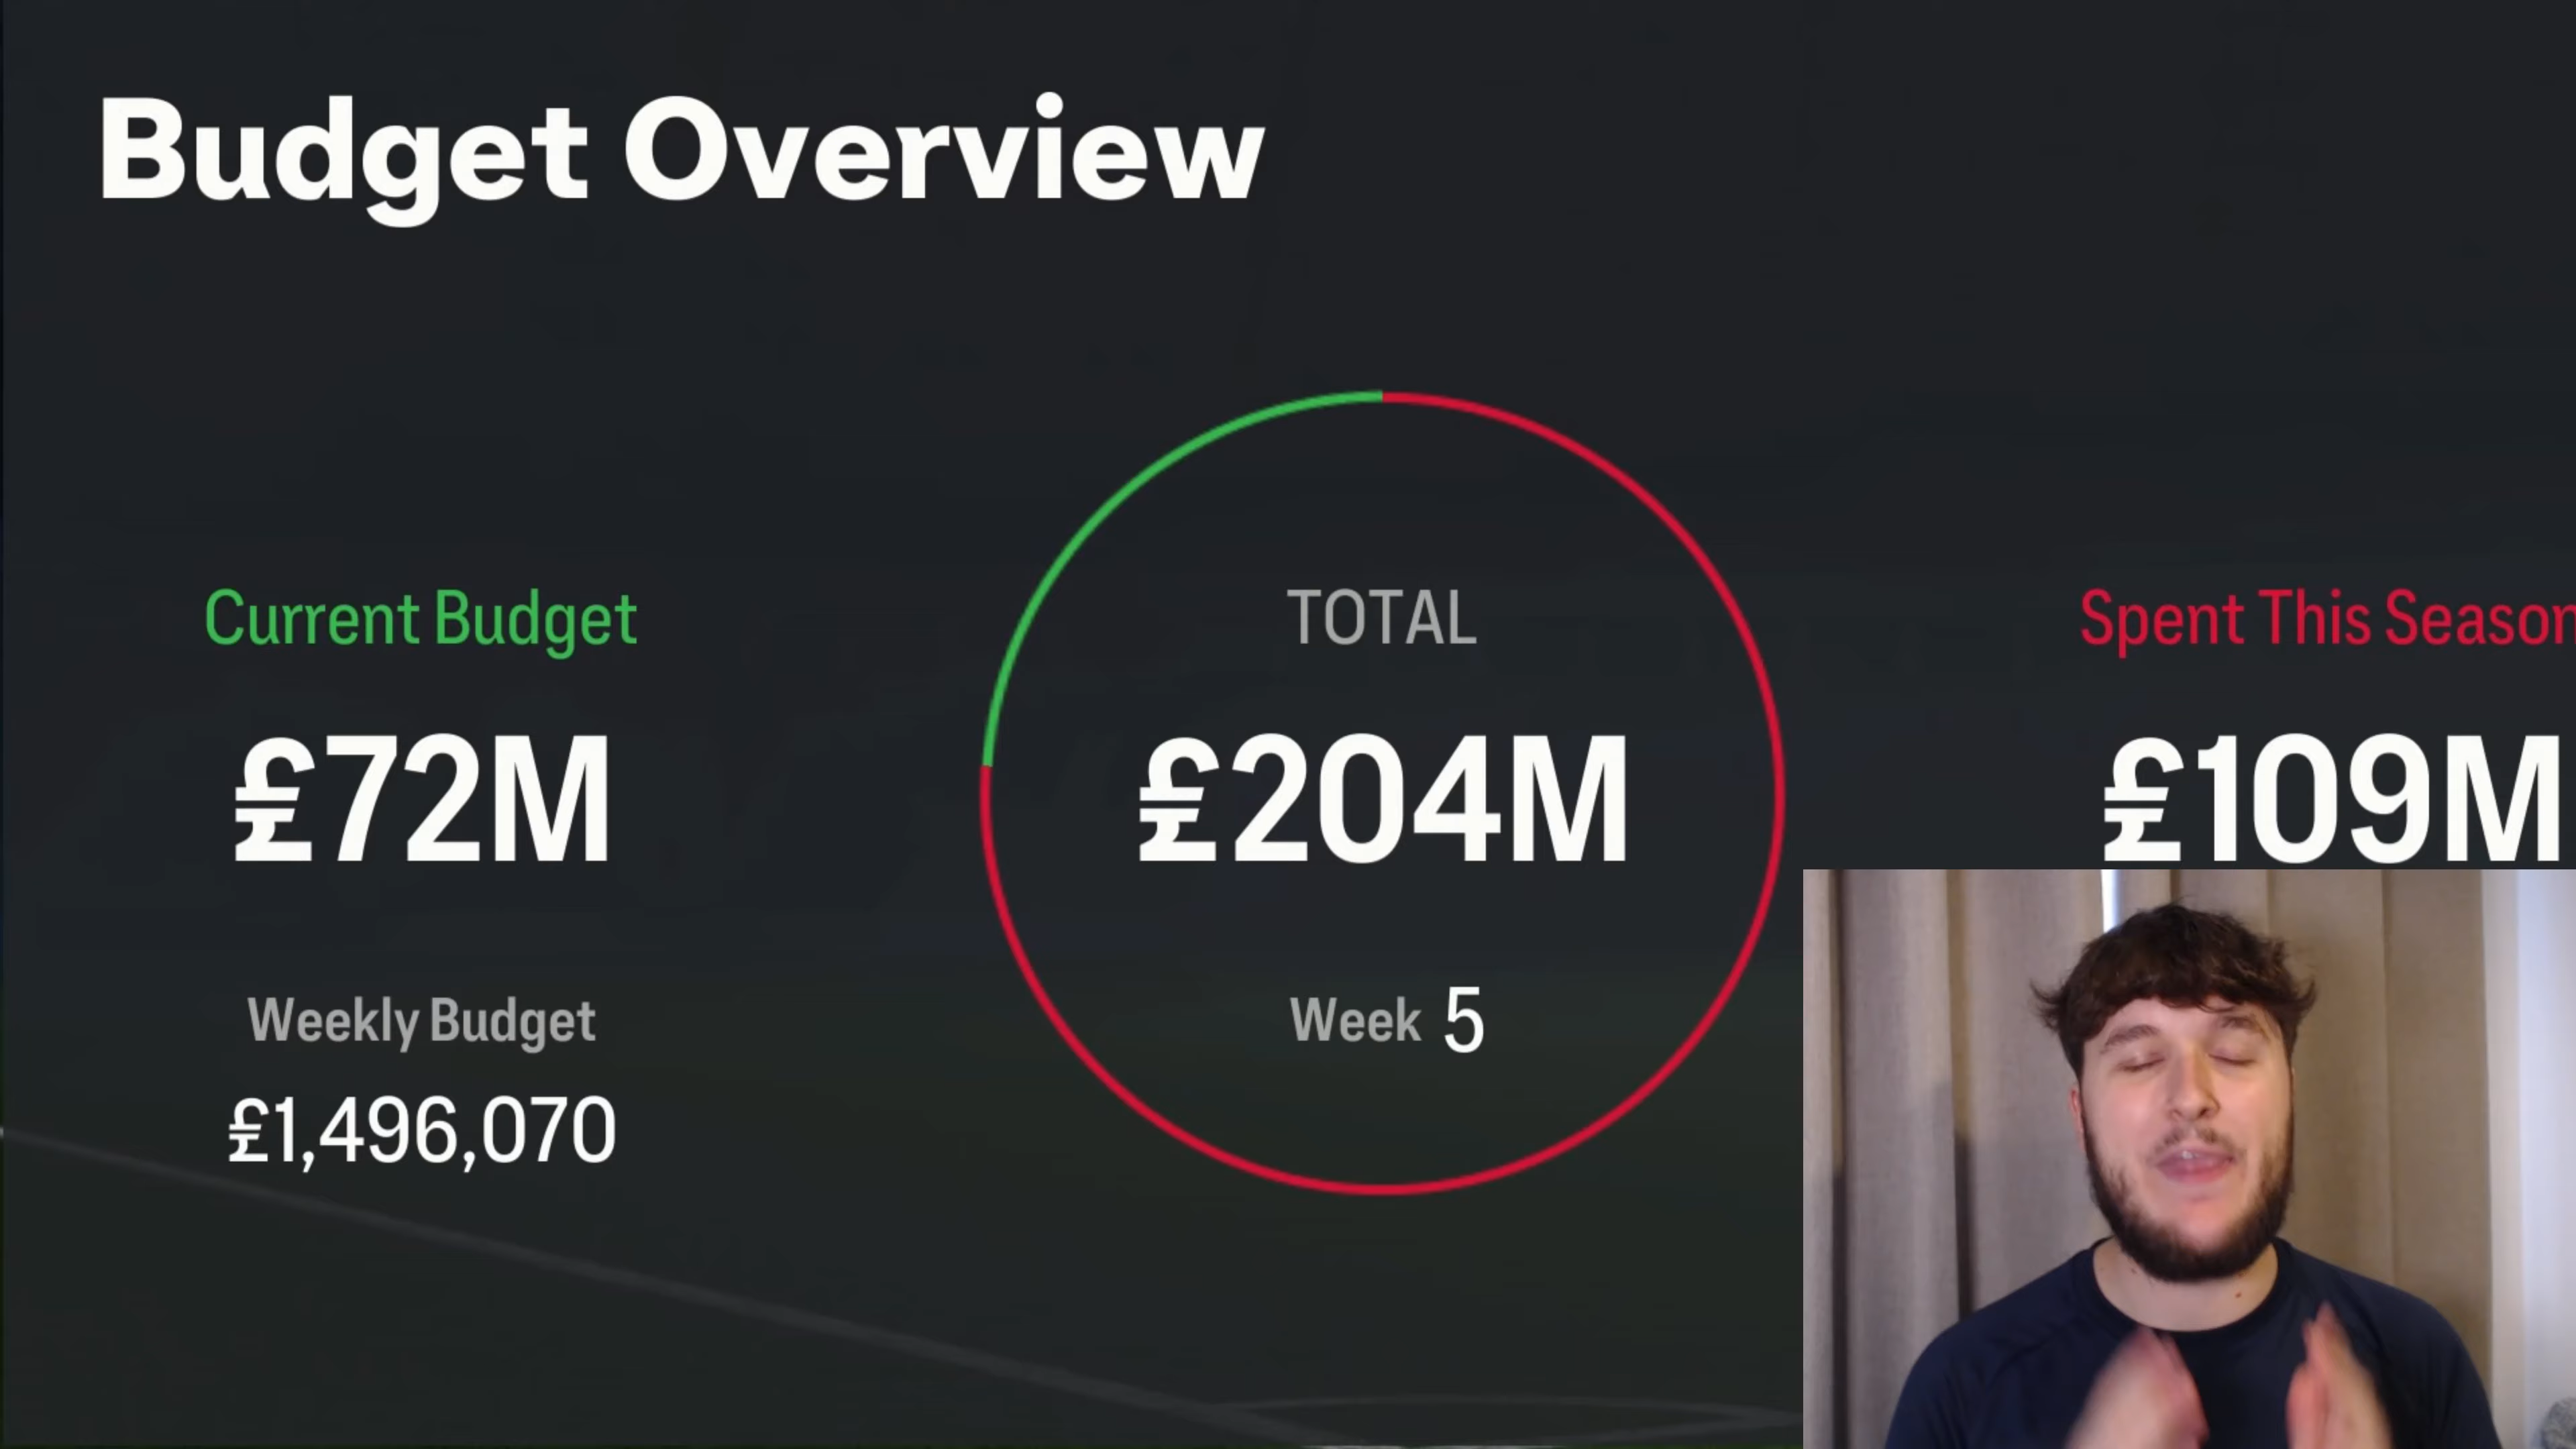 Budget Overview
Current Budget
£72M
Weekly Budget
£1,496,070
TOTAL
£204M
Week 5
Spent This Season
£109M